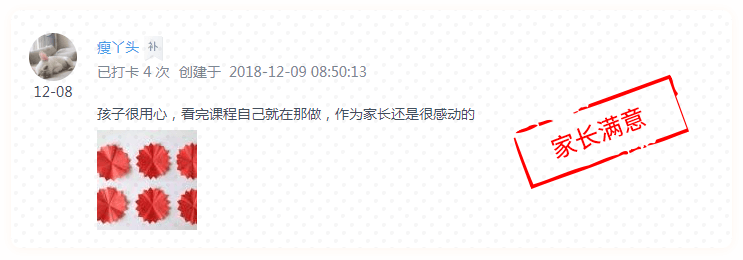 瘦丫头 补
已打卡 4 次 创建于 2018-12-09 08:50:13
12-08
孩子很用心，看完课程自己就在那做，作为家长还是很感动的
家长满意